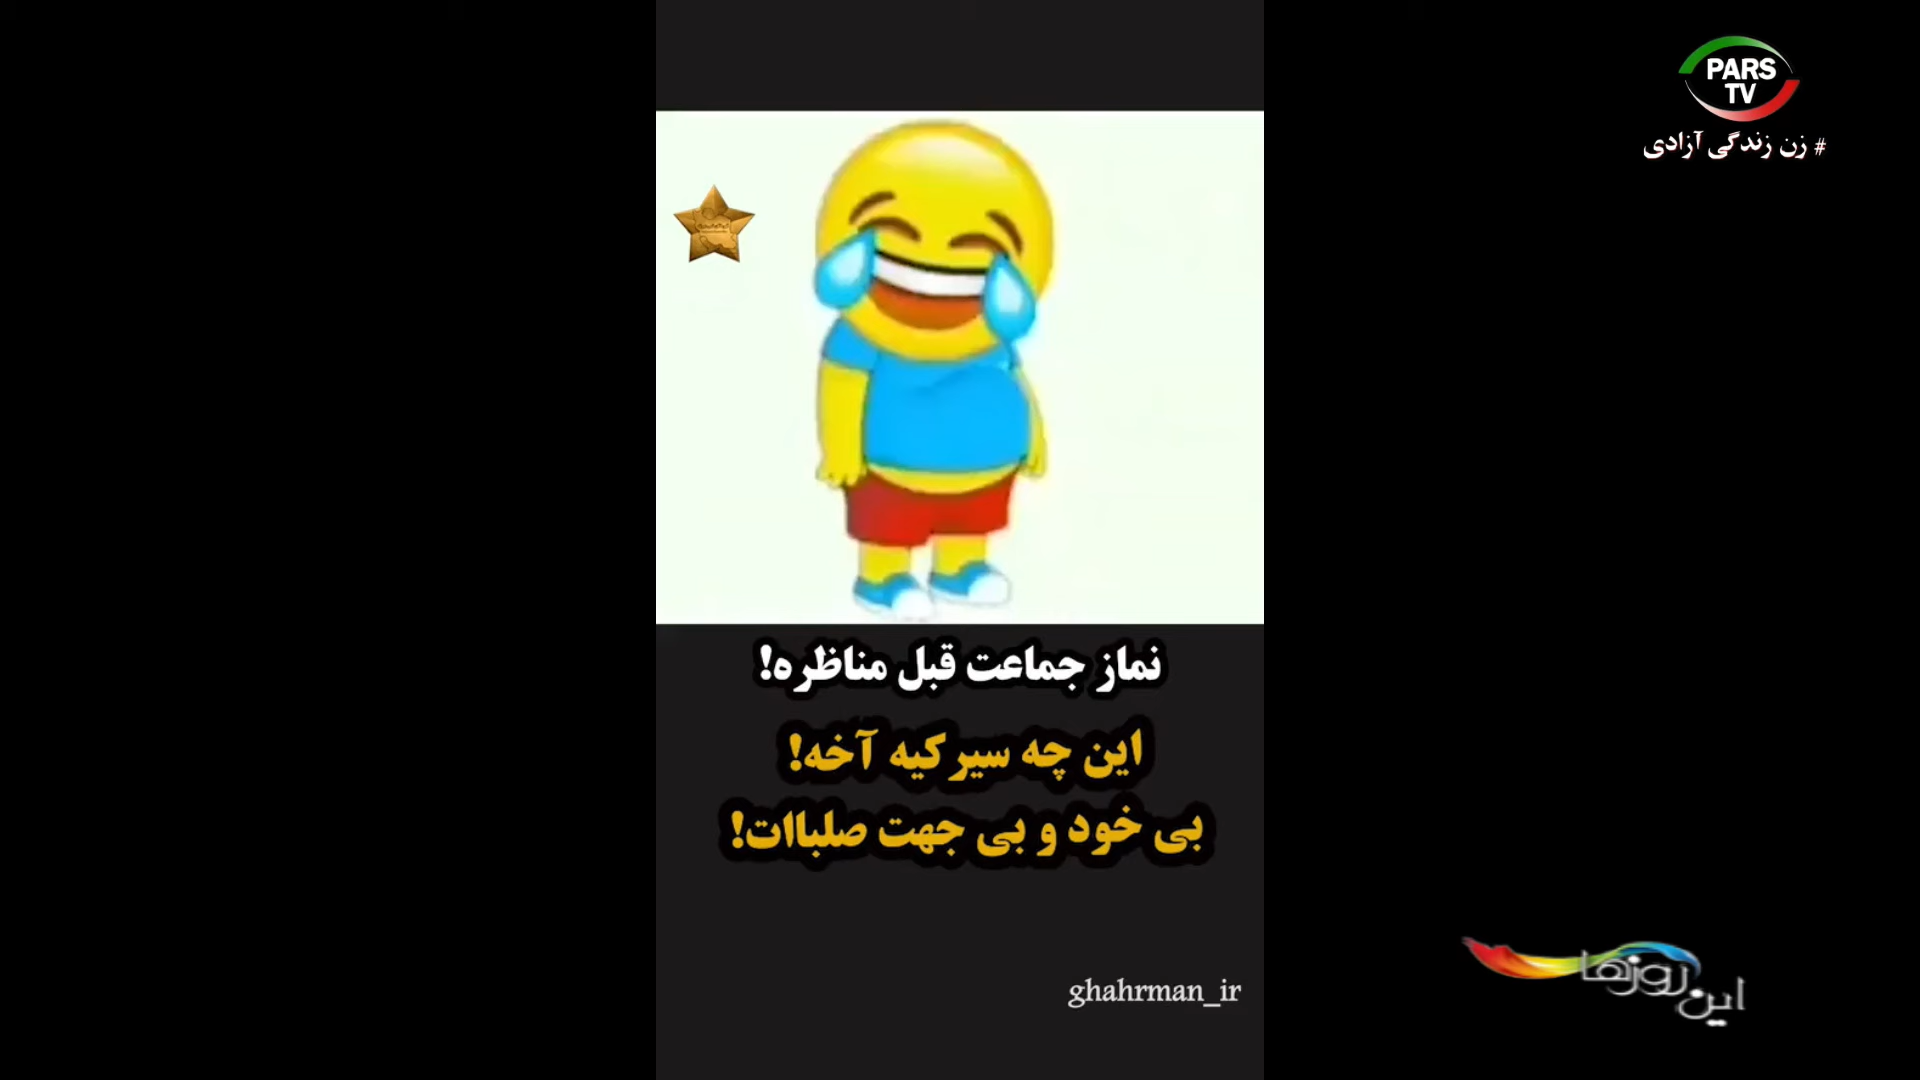 PARS
TV
# زن زندگی آزادی
نماز جماعت قبل مناظره!
این چه سیرکیه آخه!
بی خود و بی جهت صلباات!
ghahrman_ir
این روزها